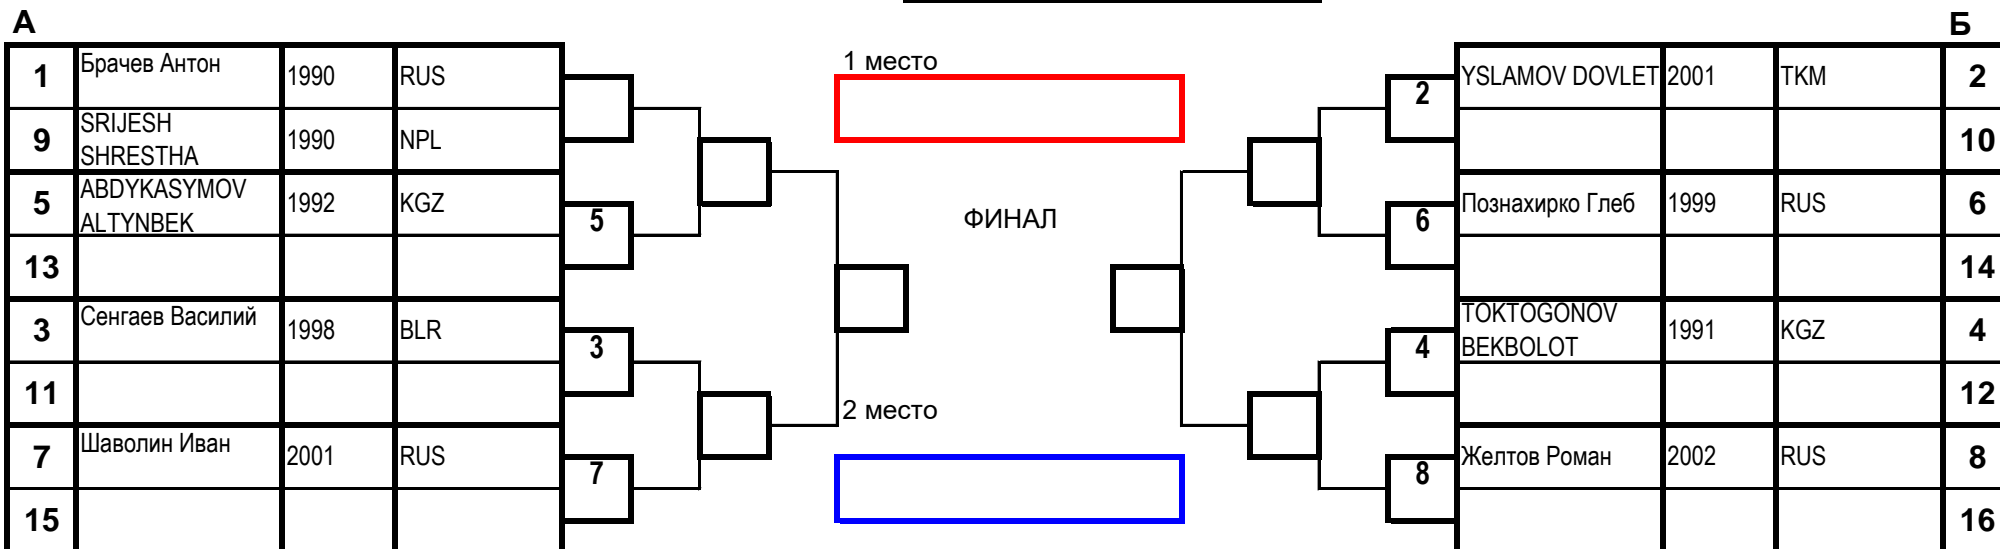 А
Б
1 Брачев Антон 1990 RUS
9 SRIJESH SHRESTHA 1990 NPL
5 ABDYKASYMOV ALTYNBEK 1992 KGZ
5
13
3 Сенгаев Василий 1998 BLR
3
11
7 Шаволин Иван 2001 RUS
7
15
1 место
ФИНАЛ
2 место
2 YSLAMOV DOVLET 2001 TKM 2
10
6 Познахирко Глеб 1999 RUS 6
14
4 TOKTOGONOV BEKBOLOT 1991 KGZ 4
12
8 Желтов Роман 2002 RUS 8
16